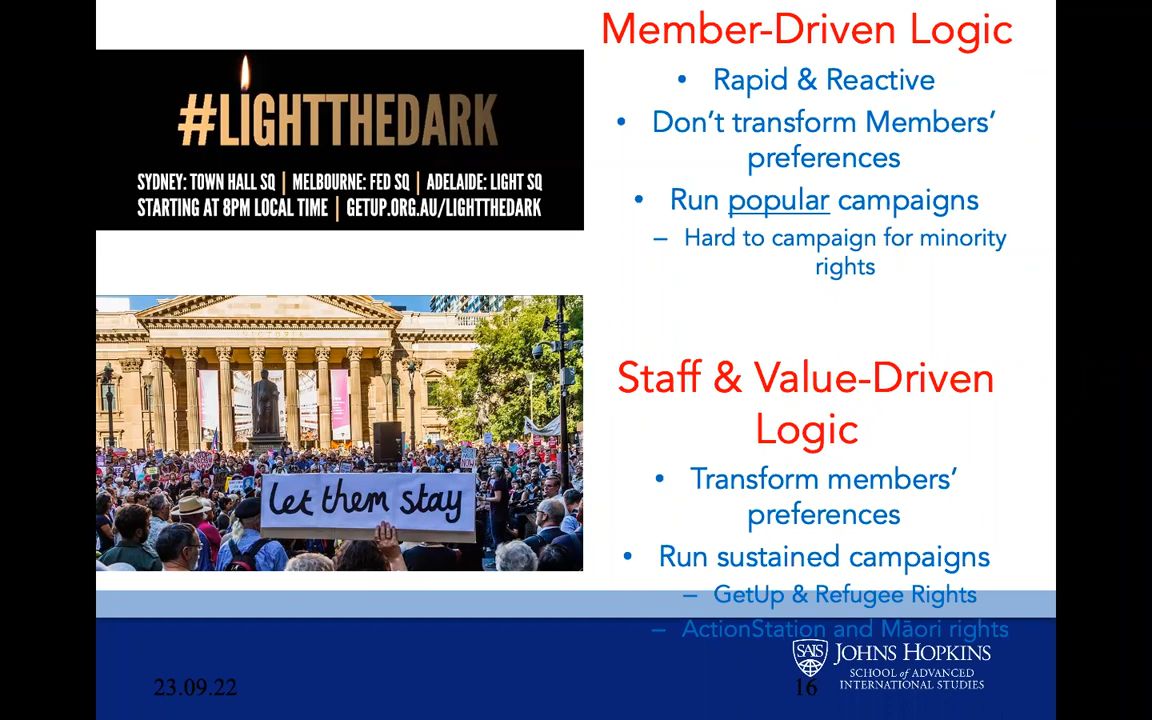 #LIGHTTHEDARK
SYDNEY: TOWN HALL SQ | MELBOURNE: FED SQ | ADELAIDE: LIGHT SQ
STARTING AT 8PM LOCAL TIME | GETUP.ORG.AU/LIGHTTHEDARK
let them stay
Member-Driven Logic
• Rapid & Reactive
• Don’t transform Members’
preferences
• Run popular campaigns
– Hard to campaign for minority
rights
Staff & Value-Driven
Logic
• Transform members’
preferences
• Run sustained campaigns
– GetUp & Refugee Rights
– ActionStation and Māori rights
23.09.22
16
SAIS
JOHNS HOPKINS
SCHOOL of ADVANCED
INTERNATIONAL STUDIES